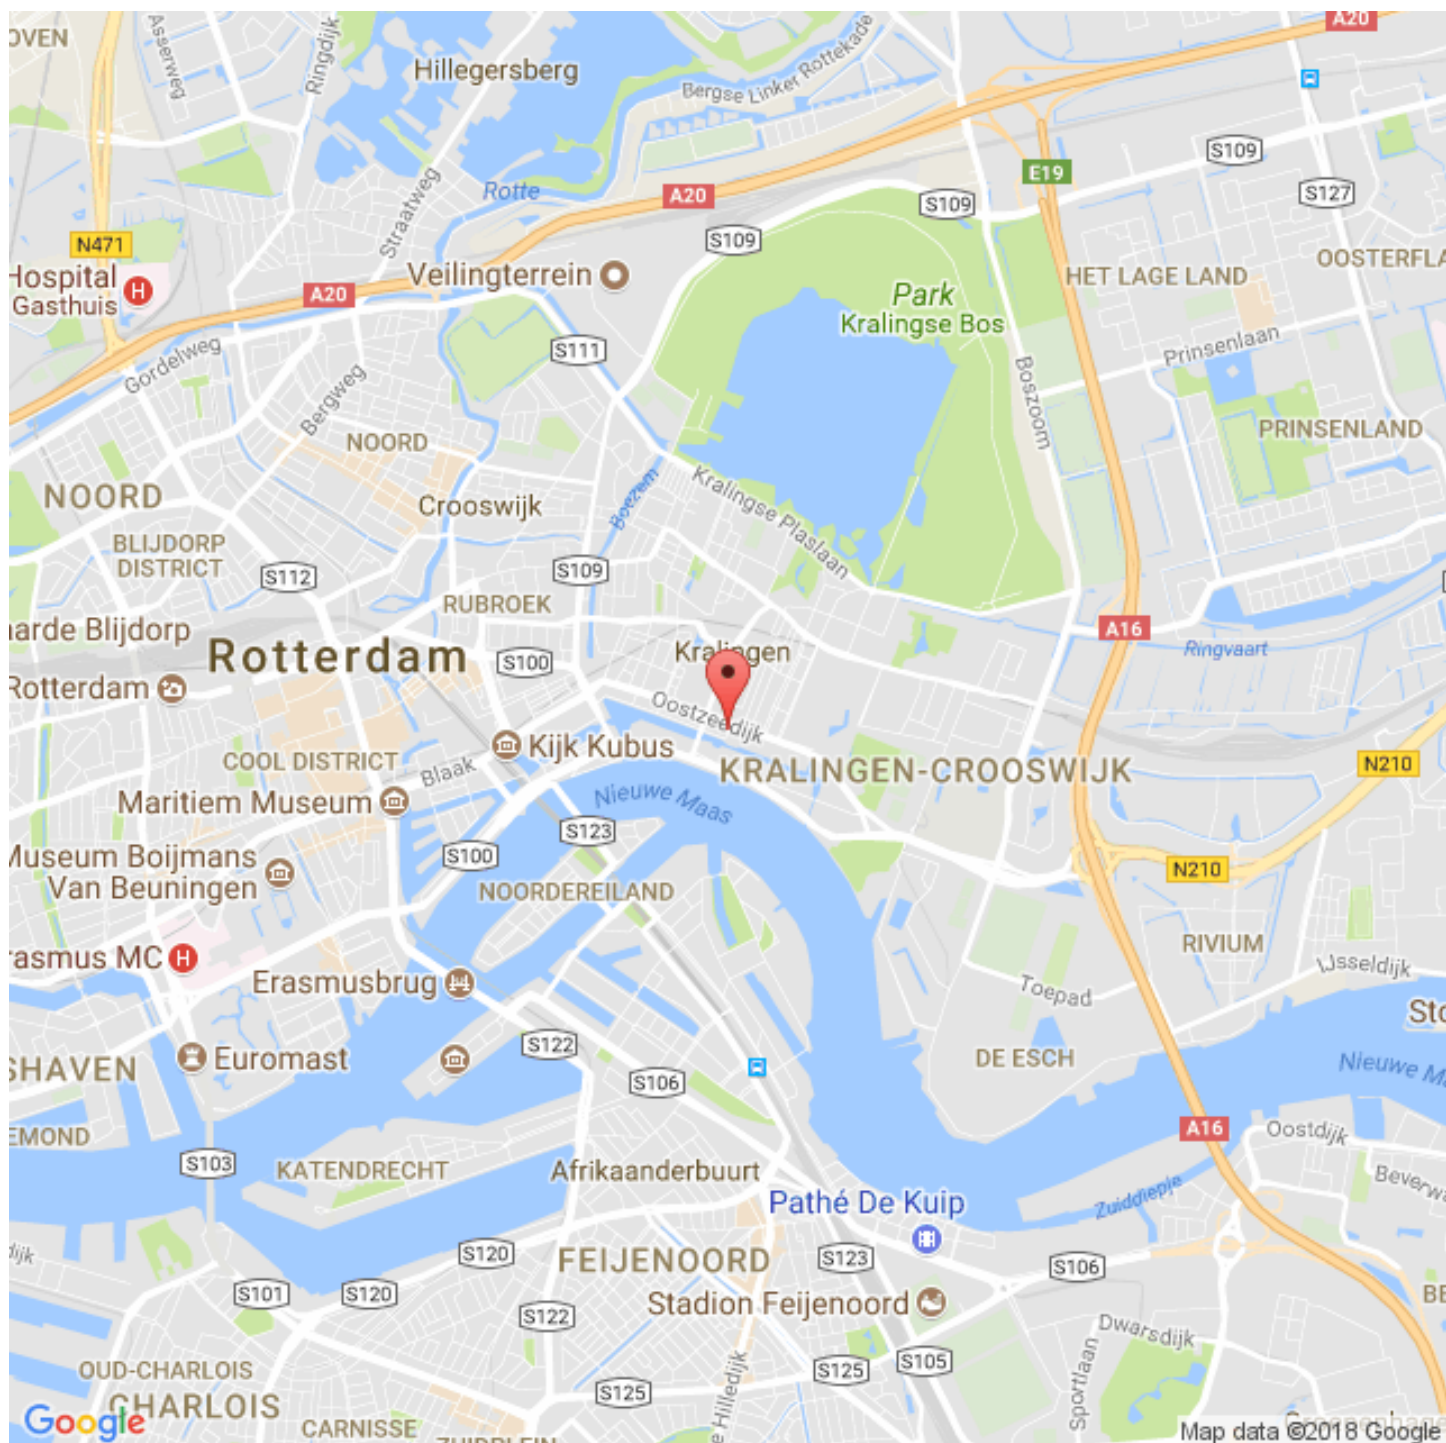 A20
OVEN
Asserweg
Ringdijk
Hillegersberg
Bergse Linker Rottekade
S109
E19
Rotte
A20
S109
S127
Straatweg
N471
S109
OOSTERFLA
Hospital
Gasthuis
H
A20
Veilingterrein
HET LAGE LAND
Park
Kralingse Bos
Gordelweg
S111
Prinsenlaan
Bergweg
Boszoom
NOORD
PRINSENLAND
NOORD
Crooswijk
Boezem
Kralingse Plaslaan
BLIJDORP
DISTRICT
S112
S109
RUBROEK
aarde Blijdorp
A16
Rotterdam
S100
Kralingen
Ringvaart
Rotterdam
Oostzeedijk
Kijk Kubus
COOL DISTRICT
Blaak
KRALINGEN-CROOSWIJK
N210
Maritiem Museum
Nieuwe Maas
S123
Museum Boijmans
Van Beuningen
S100
N210
NOORDEREILAND
RIVIUM
rasmus MC
H
Erasmusbrug
IJsseldijk
Toepad
Sto
SHAVEN
Euromast
S122
DE ESCH
Nieuwe Ma
S106
EMOND
A16
Oostdijk
S103
KATENDRECHT
Afrikaanderbuurt
Beverw
Zuiddiepje
Pathé De Kuip
dijk
S120
FEIJENOORD
S123
S106
S101
S120
Stadion Feijenoord
BE
S122
Dwarsdijk
OUD-CHARLOIS
S125
S105
Sportlaan
S125
e Hilledijk
CHARLOIS
CARNISSE
ZUIDPLEIN
Google
Map data ©2018 Google